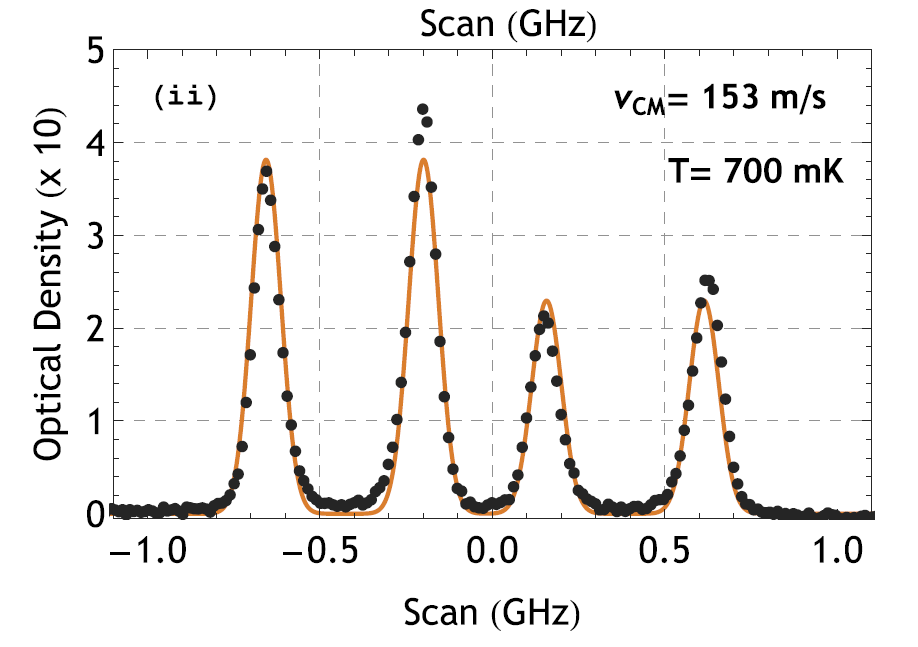 Scan (GHz)
5
(ii)
vCM= 153 m/s
4
T= 700 mK
3
2
1
0
Optical Density (x 10)
−1.0 −0.5 0.0 0.5 1.0
Scan (GHz)